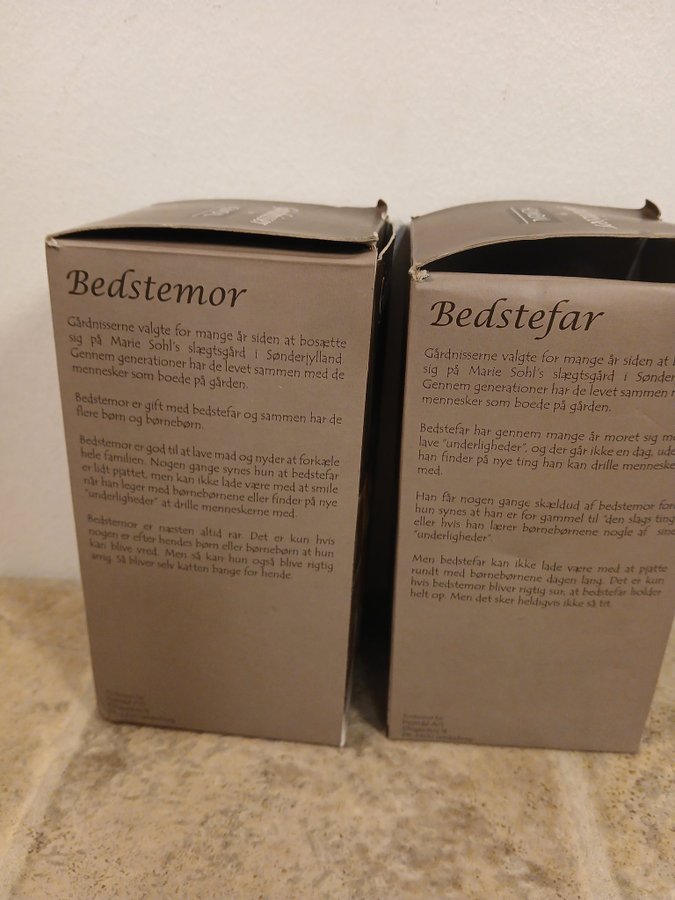 Bedstemor
Gårdnisserne valgte for mange år siden at bosætte
sig på Marie Sohl's slægtsgård i Sønderjylland
Gennem generationer har de levet sammen med de
mennesker som boede på gården.
Bedstemor er gift med bedstefar og sammen har de
flere børn og børnebørn.
Bedstemor er god til at lave mad og nyder at forkæle
hele familien. Nogen gange synes hun at bedstefar
er lidt pjattet, men kan ikke lade være med at smile
når han leger med børnebørnene eller finder på nye
"underligheder" at drille menneskerne med.
Bedstemor er næsten altid rar. Det er kun hvis
nogen er efter hendes børn eller børnebørn at hun
kan blive vred. Men så kan hun også blive rigtig
arrig. Så bliver selv katten bange for hende.
Bedstefar
Gårdnisserne valgte for mange år siden at
sig på Marie Sohl's slægtsgård i
Gennem generationer har de levet sammen
mennesker som boede på gården.
Bedstefar har gennem mange år moret sig
lave "underligheder", og der går ikke en dag,
han finder på nye ting han kan drille
med.
Han får nogen gange skældud af bedstemor
hun synes at han er for gammel til "den slags
eller hvis han lærer børnebørnene nogle af
"underligheder".
Men bedstefar kan ikke lade være med at pjatte
rundt med børnebørnene dagen lang. Det er kun
hvis bedstemor bliver rigtig sur, at bedstefar holder
helt op. Men det sker heldigvis ikke så tit.